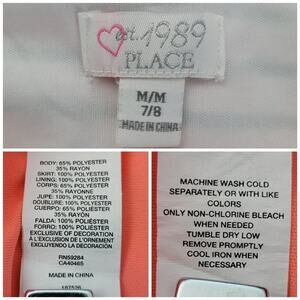 est. 1989
PLACE
M/M
7/8
MADE IN CHINA
BODY: 65% POLYESTER
35% RAYON
SKIRT: 100% POLYESTER
LINING: 100% POLYESTER
CORPS: 65% POLYESTER
35% RAYONNE
JUPE: 100% POLYESTER
DOUBLURE: 100% POLYESTER
CUERPO: 65% POLIÉSTER
35% RAYÓN
FALDA: 100% POLIÉSTER
FORRO: 100% POLIÉSTER
EXCLUSIVE OF DECORATION
À L'EXCLUSION DE L'ORNEMENT
EXCLUYENDO LA DECORACIÓN
RN59284
CA40465
MADE IN CHINA
MACHINE WASH COLD
SEPARATELY OR WITH LIKE
COLORS
ONLY NON-CHLORINE BLEACH
WHEN NEEDED
TUMBLE DRY LOW
REMOVE PROMPTLY
COOL IRON WHEN
NECESSARY